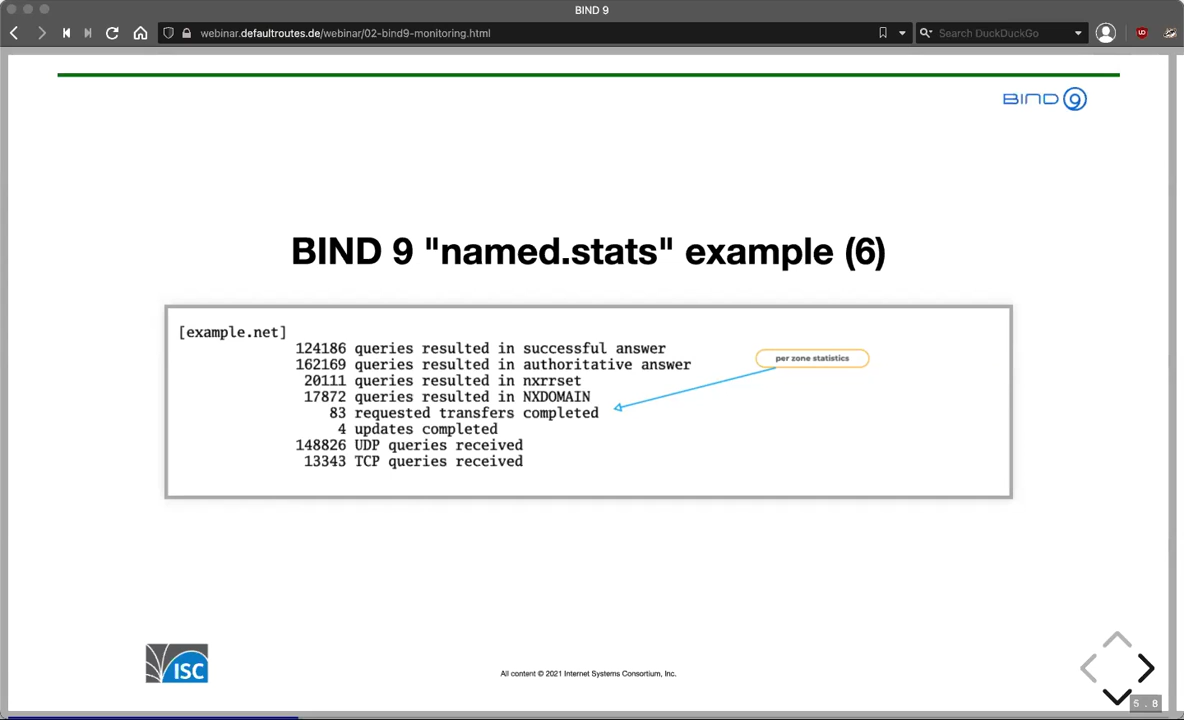 BIND 9
webinar.defaultroutes.de/webinar/02-bind9-monitoring.html
Search DuckDuckGo
BIND 9
BIND 9 "named.stats" example (6)
[example.net]
124186 queries resulted in successful answer
162169 queries resulted in authoritative answer
20111 queries resulted in nxrrset
17872 queries resulted in NXDOMAIN
83 requested transfers completed
4 updates completed
148826 UDP queries received
13343 TCP queries received
per zone statistics
ISC
All content © 2021 Internet Systems Consortium, Inc.
5 . 8